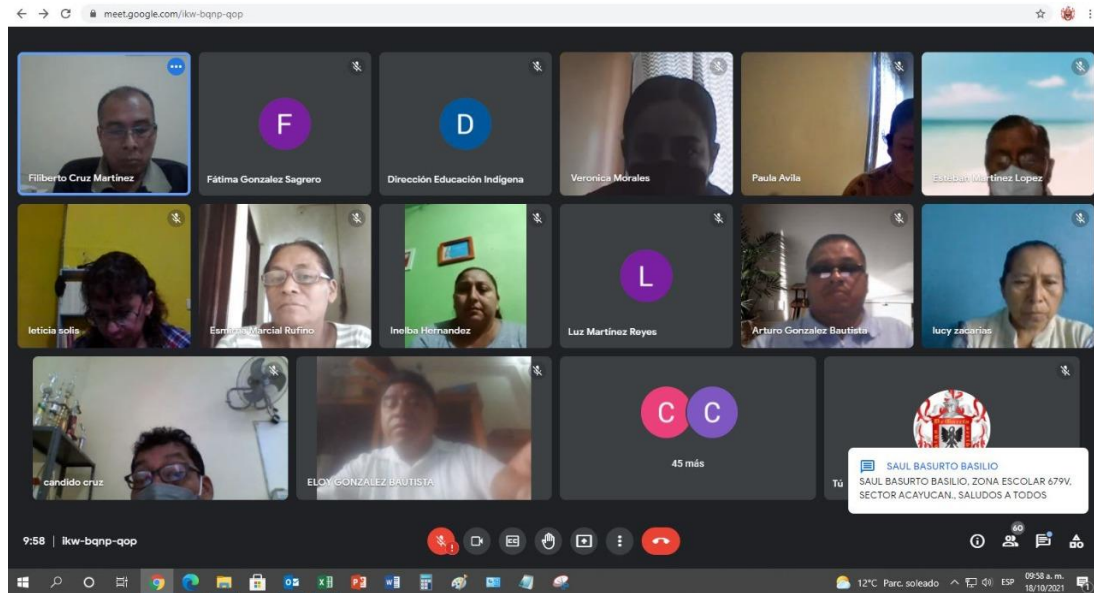 meet.google.com/ikw-bqnp-qop
F
D
Filiberto Cruz Martinez
Fátima Gonzalez Sagrero
Dirección Educación Indígena
Veronica Morales
Paula Avila
Esteban Martinez Lopez
L
leticia solis
Esmirna Marcial Rufino
Inelba Hernandez
Luz Martínez Reyes
Arturo Gonzalez Bautista
lucy zacarias
C C
45 más
candido cruz
ELOY GONZALEZ BAUTISTA
Tú
SAUL BASURTO BASILIO
SAUL BASURTO BASILIO, ZONA ESCOLAR 679V,
SECTOR ACAYUCAN., SALUDOS A TODOS
9:58 | ikw-bqnp-qop
60
12°C Parc. soleado ESP 09:58 a. m.
18/10/2021